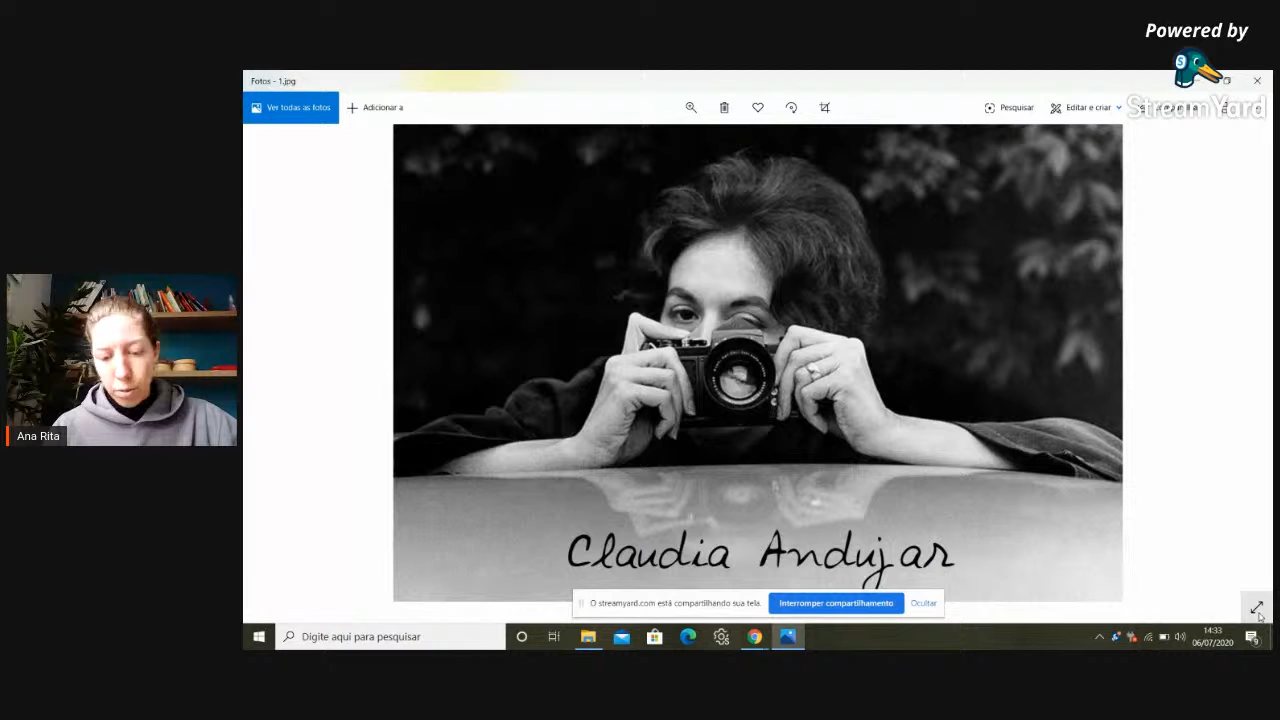 Powered by
StreamYard
Fotos - 1.jpg
Ver todas as fotos
Adicionar a
Pesquisar
Editar e criar
Ana Rita
Claudia Andujar
O streamyard.com está compartilhando sua tela.
Interromper compartilhamento
Ocultar
Digite aqui para pesquisar
14:33
06/07/2020